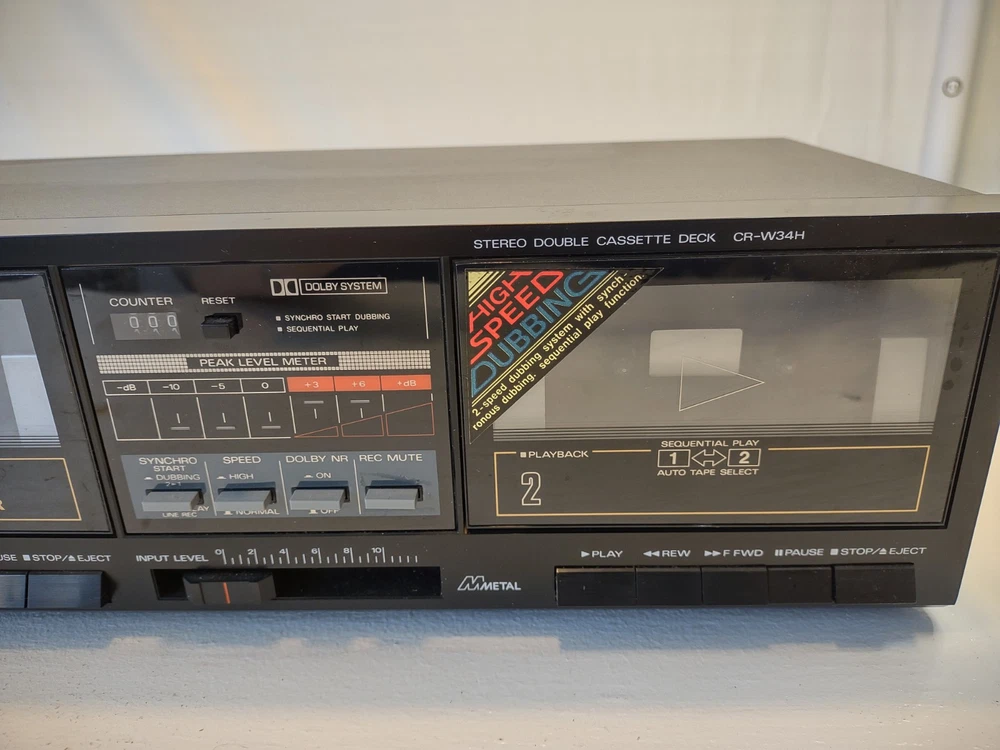 STEREO DOUBLE CASSETTE DECK CR-W34H
COUNTER
RESET
000
DOLBY SYSTEM
■ SYNCHRO START DUBBING
■ SEQUENTIAL PLAY
PEAK LEVEL METER
-dB -10 -5 0 +3 +6 +dB
SYNCHRO
START
DUBBING
LINE REC
SPEED
HIGH
NORMAL
DOLBY NR
ON
OFF
REC MUTE
HIGH
SPEED
DUBBING
2-speed dubbing system with synch-
ronous dubbing. sequential play function.
■ PLAYBACK
2
SEQUENTIAL PLAY
1 2
AUTO TAPE SELECT
■ STOP/⏏ EJECT
INPUT LEVEL 0 2 4 6 8 10
METAL
▶ PLAY ◀◀ REW ▶▶ F FWD ▮▮ PAUSE ■ STOP/⏏ EJECT